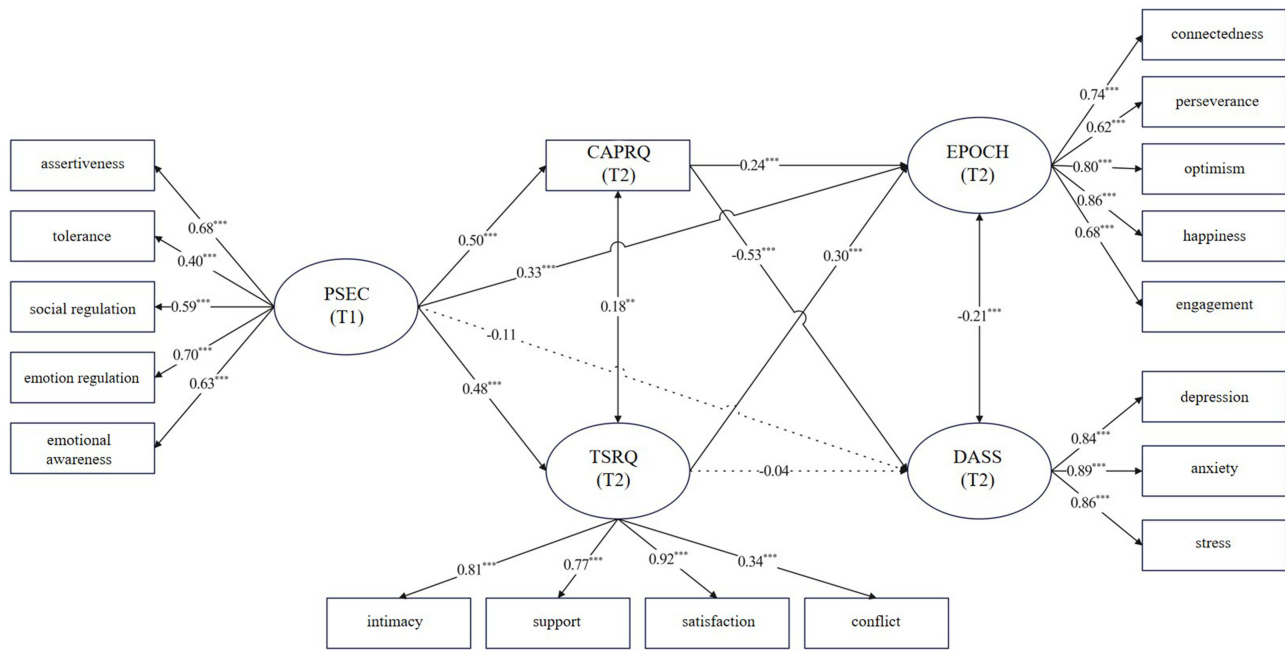 connectedness
0.74***
perseverance
0.62***
CAPRQ
(T2)
EPOCH
(T2)
assertiveness
0.24***
0.80***
optimism
0.68***
0.86***
tolerance
0.50***
0.30***
-0.53***
0.68***
happiness
0.40***
0.33***
social regulation
0.59***
PSEC
(T1)
0.18**
-0.21***
engagement
0.70***
-0.11
emotion regulation
0.63***
0.48***
depression
0.84***
emotional
awareness
TSRQ
(T2)
-0.04
DASS
(T2)
0.89***
anxiety
0.86***
stress
0.81***
0.77***
0.92***
0.34***
intimacy
support
satisfaction
conflict